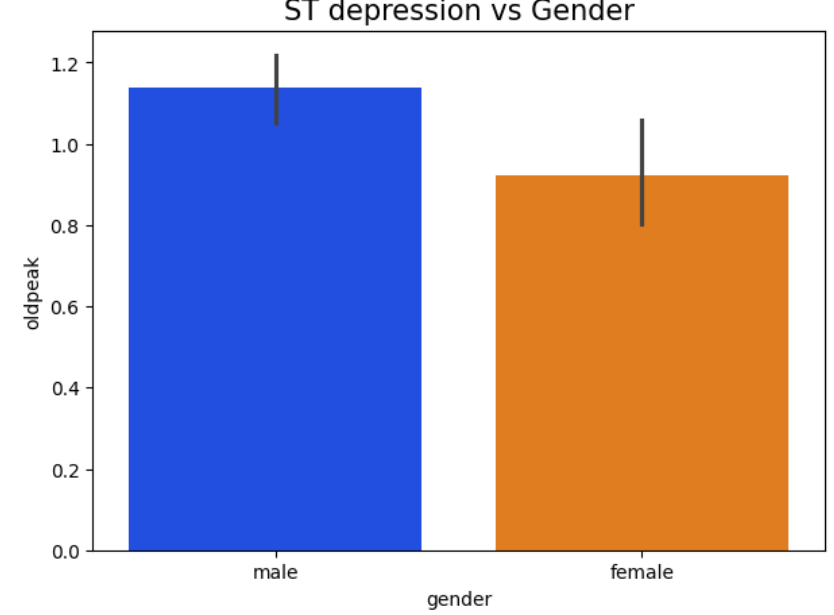 ST depression vs Gender
1.2
1.0
0.8
0.6
0.4
0.2
0.0
oldpeak
male
female
gender